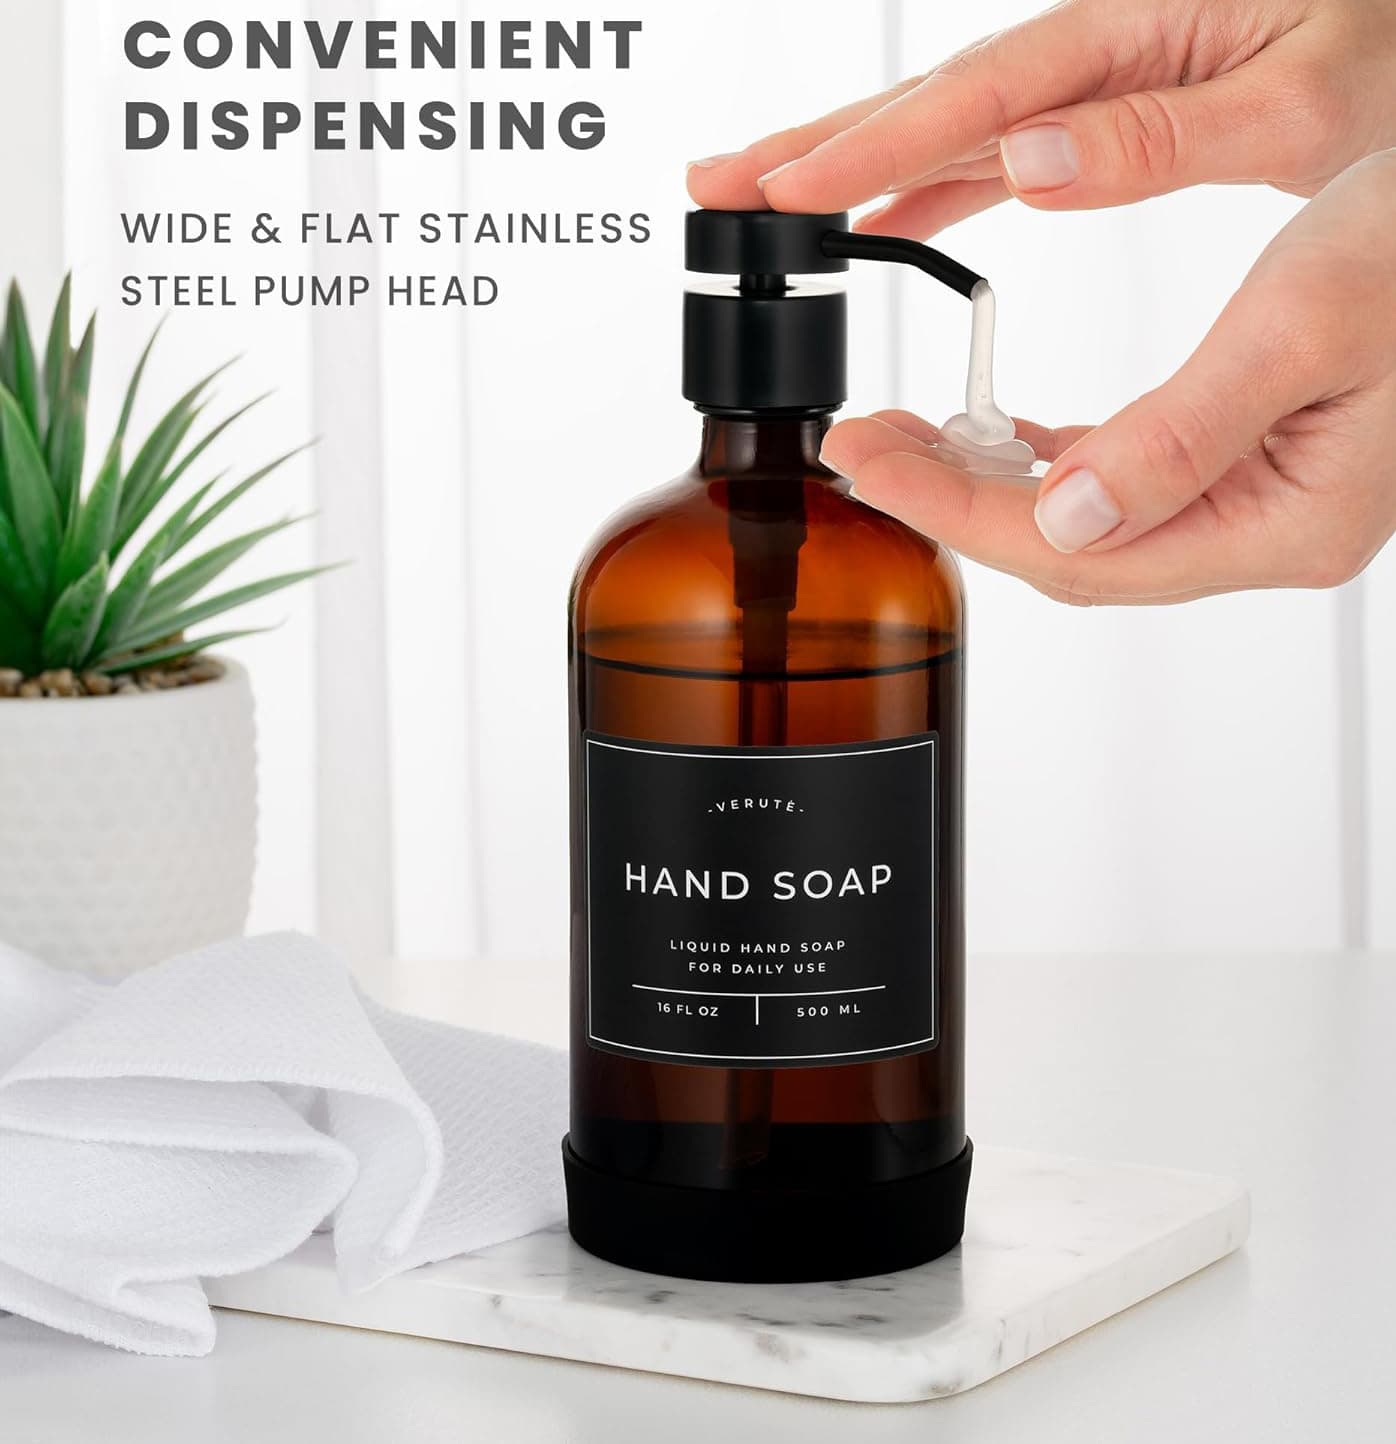 CONVENIENT
DISPENSING
WIDE & FLAT STAINLESS
STEEL PUMP HEAD
-VERUTÉ-
HAND SOAP
LIQUID HAND SOAP
FOR DAILY USE
16 FL OZ 500 ML